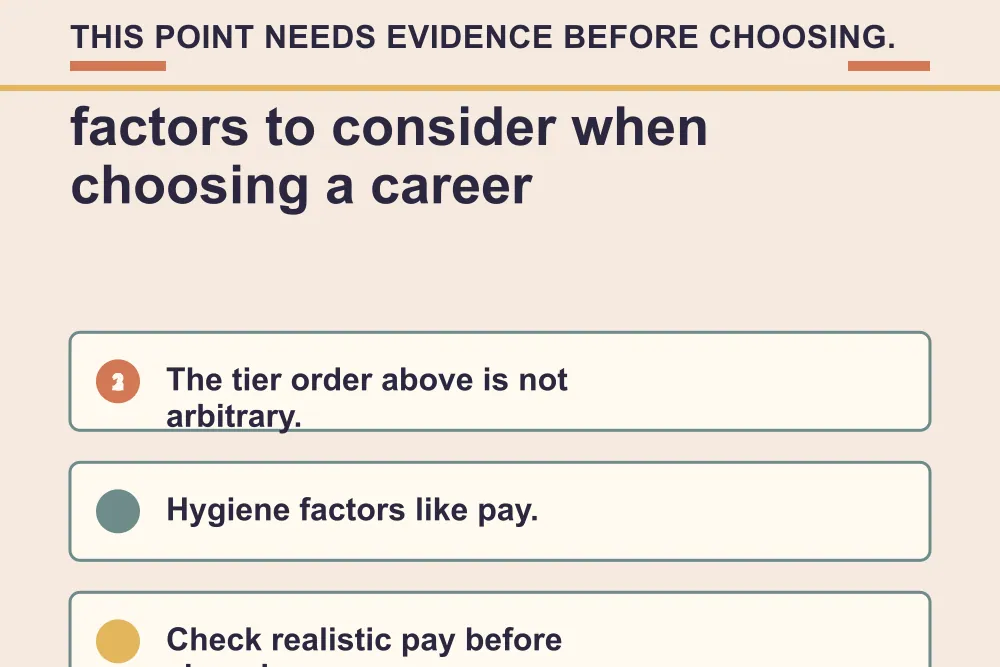 THIS POINT NEEDS EVIDENCE BEFORE CHOOSING.
factors to consider when
choosing a career
The tier order above is not
arbitrary.
Hygiene factors like pay.
Check realistic pay before